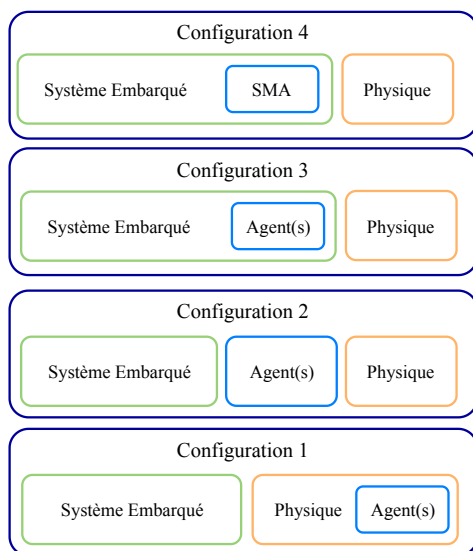 Configuration 4
Système Embarqué SMA Physique
Configuration 3
Système Embarqué Agent(s) Physique
Configuration 2
Système Embarqué Agent(s) Physique
Configuration 1
Système Embarqué Physique Agent(s)